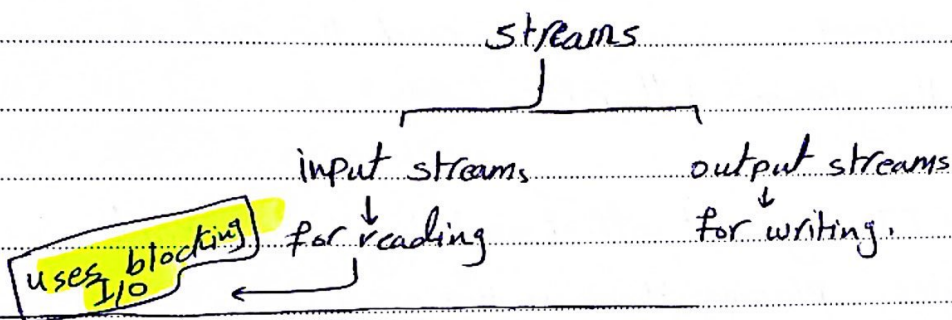 streams
input streams
output streams
for reading
for writing.
uses blocking
I/O